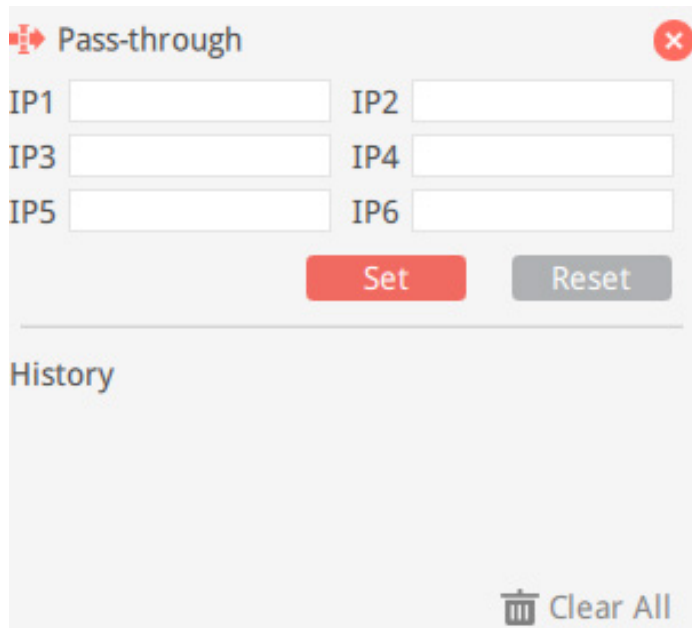 Pass-through
IP1 IP2
IP3 IP4
IP5 IP6
Set Reset
History
Clear All